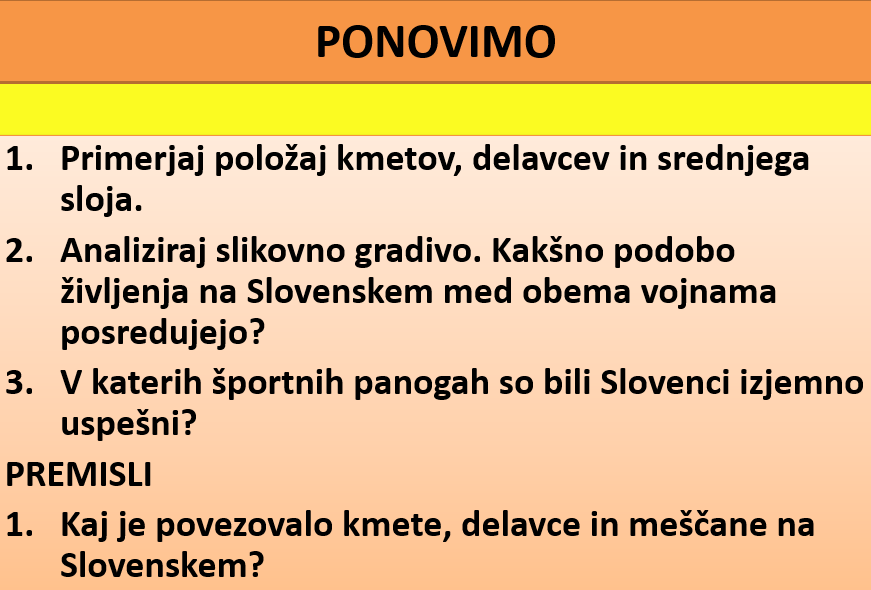 PONOVIMO
1. Primerjaj položaj kmetov, delavcev in srednjega
sloja.
2. Analiziraj slikovno gradivo. Kakšno podobo
življenja na Slovenskem med obema vojnama
posredujejo?
3. V katerih športnih panogah so bili Slovenci izjemno
uspešni?
PREMISLI
1. Kaj je povezovalo kmete, delavce in meščane na
Slovenskem?